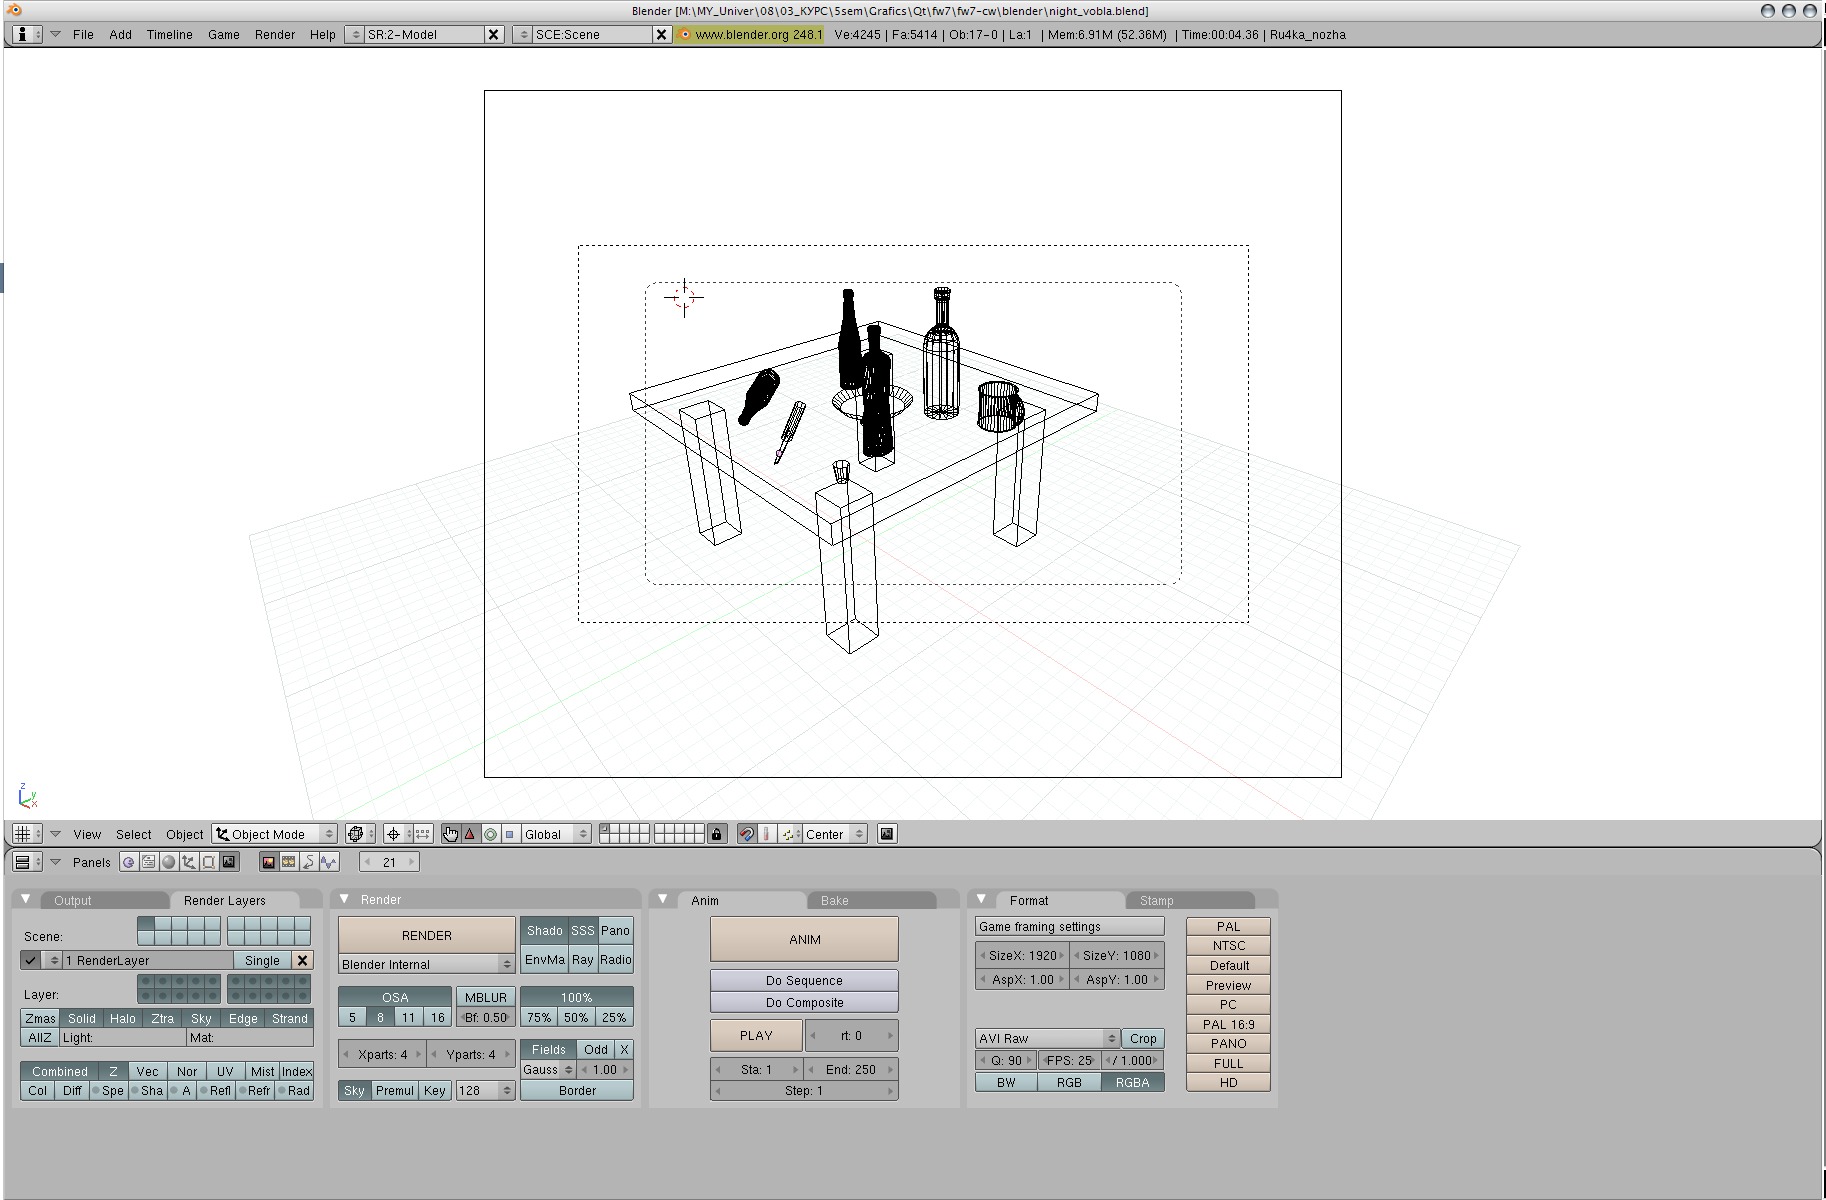 Blender [M:\MY_Univer\08\03_КУРС\5sem\Grafics\Qt\fw7\fw7-cw\blender\night_vobla.blend]
File Add Timeline Game Render Help SR:2-Model SCE:Scene www.blender.org 248.1 Ve:4245 | Fa:5414 | Ob:17-0 | La:1 | Mem:6.91M (52.36M) | Time:00:04.36 | Ru4ka_nozha
z
y
x
View Select Object Object Mode Global Center
Panels 21
Output Render Layers
Scene:
1 RenderLayer Single
Layer:
Zmas Solid Halo Ztra Sky Edge Strand
AllZ Light: Mat:
Combined Z Vec Nor UV Mist Index
Col Diff Spe Sha A Refl Refr Rad
Render
RENDER
Blender Internal
Shado SSS Pano
EnvMa Ray Radio
OSA MBLUR 100%
5 8 11 16 Bf: 0.50 75% 50% 25%
Xparts: 4 Yparts: 4
Fields Odd X
Gauss 1.00
Sky Premul Key 128 Border
Anim Bake
ANIM
Do Sequence
Do Composite
PLAY rt: 0
Sta: 1 End: 250
Step: 1
Format Stamp
Game framing settings
SizeX: 1920 SizeY: 1080
AspX: 1.00 AspY: 1.00
AVI Raw Crop
Q: 90 FPS: 25 / 1.000
BW RGB RGBA
PAL
NTSC
Default
Preview
PC
PAL 16:9
PANO
FULL
HD